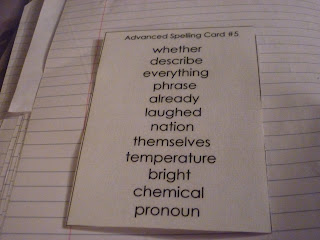 Advanced Spelling Card #5
whether
describe
everything
phrase
already
laughed
nation
themselves
temperature
bright
chemical
pronoun